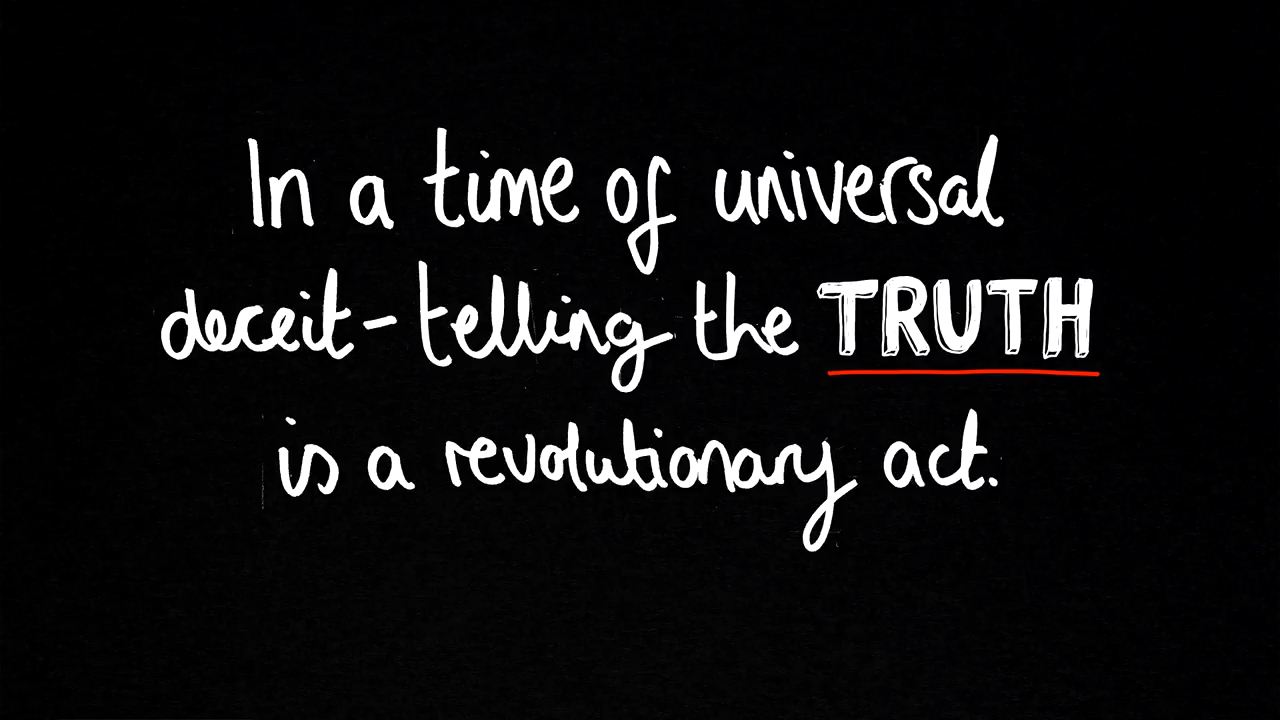 In a time of universal
deceit - telling the TRUTH
is a revolutionary act.